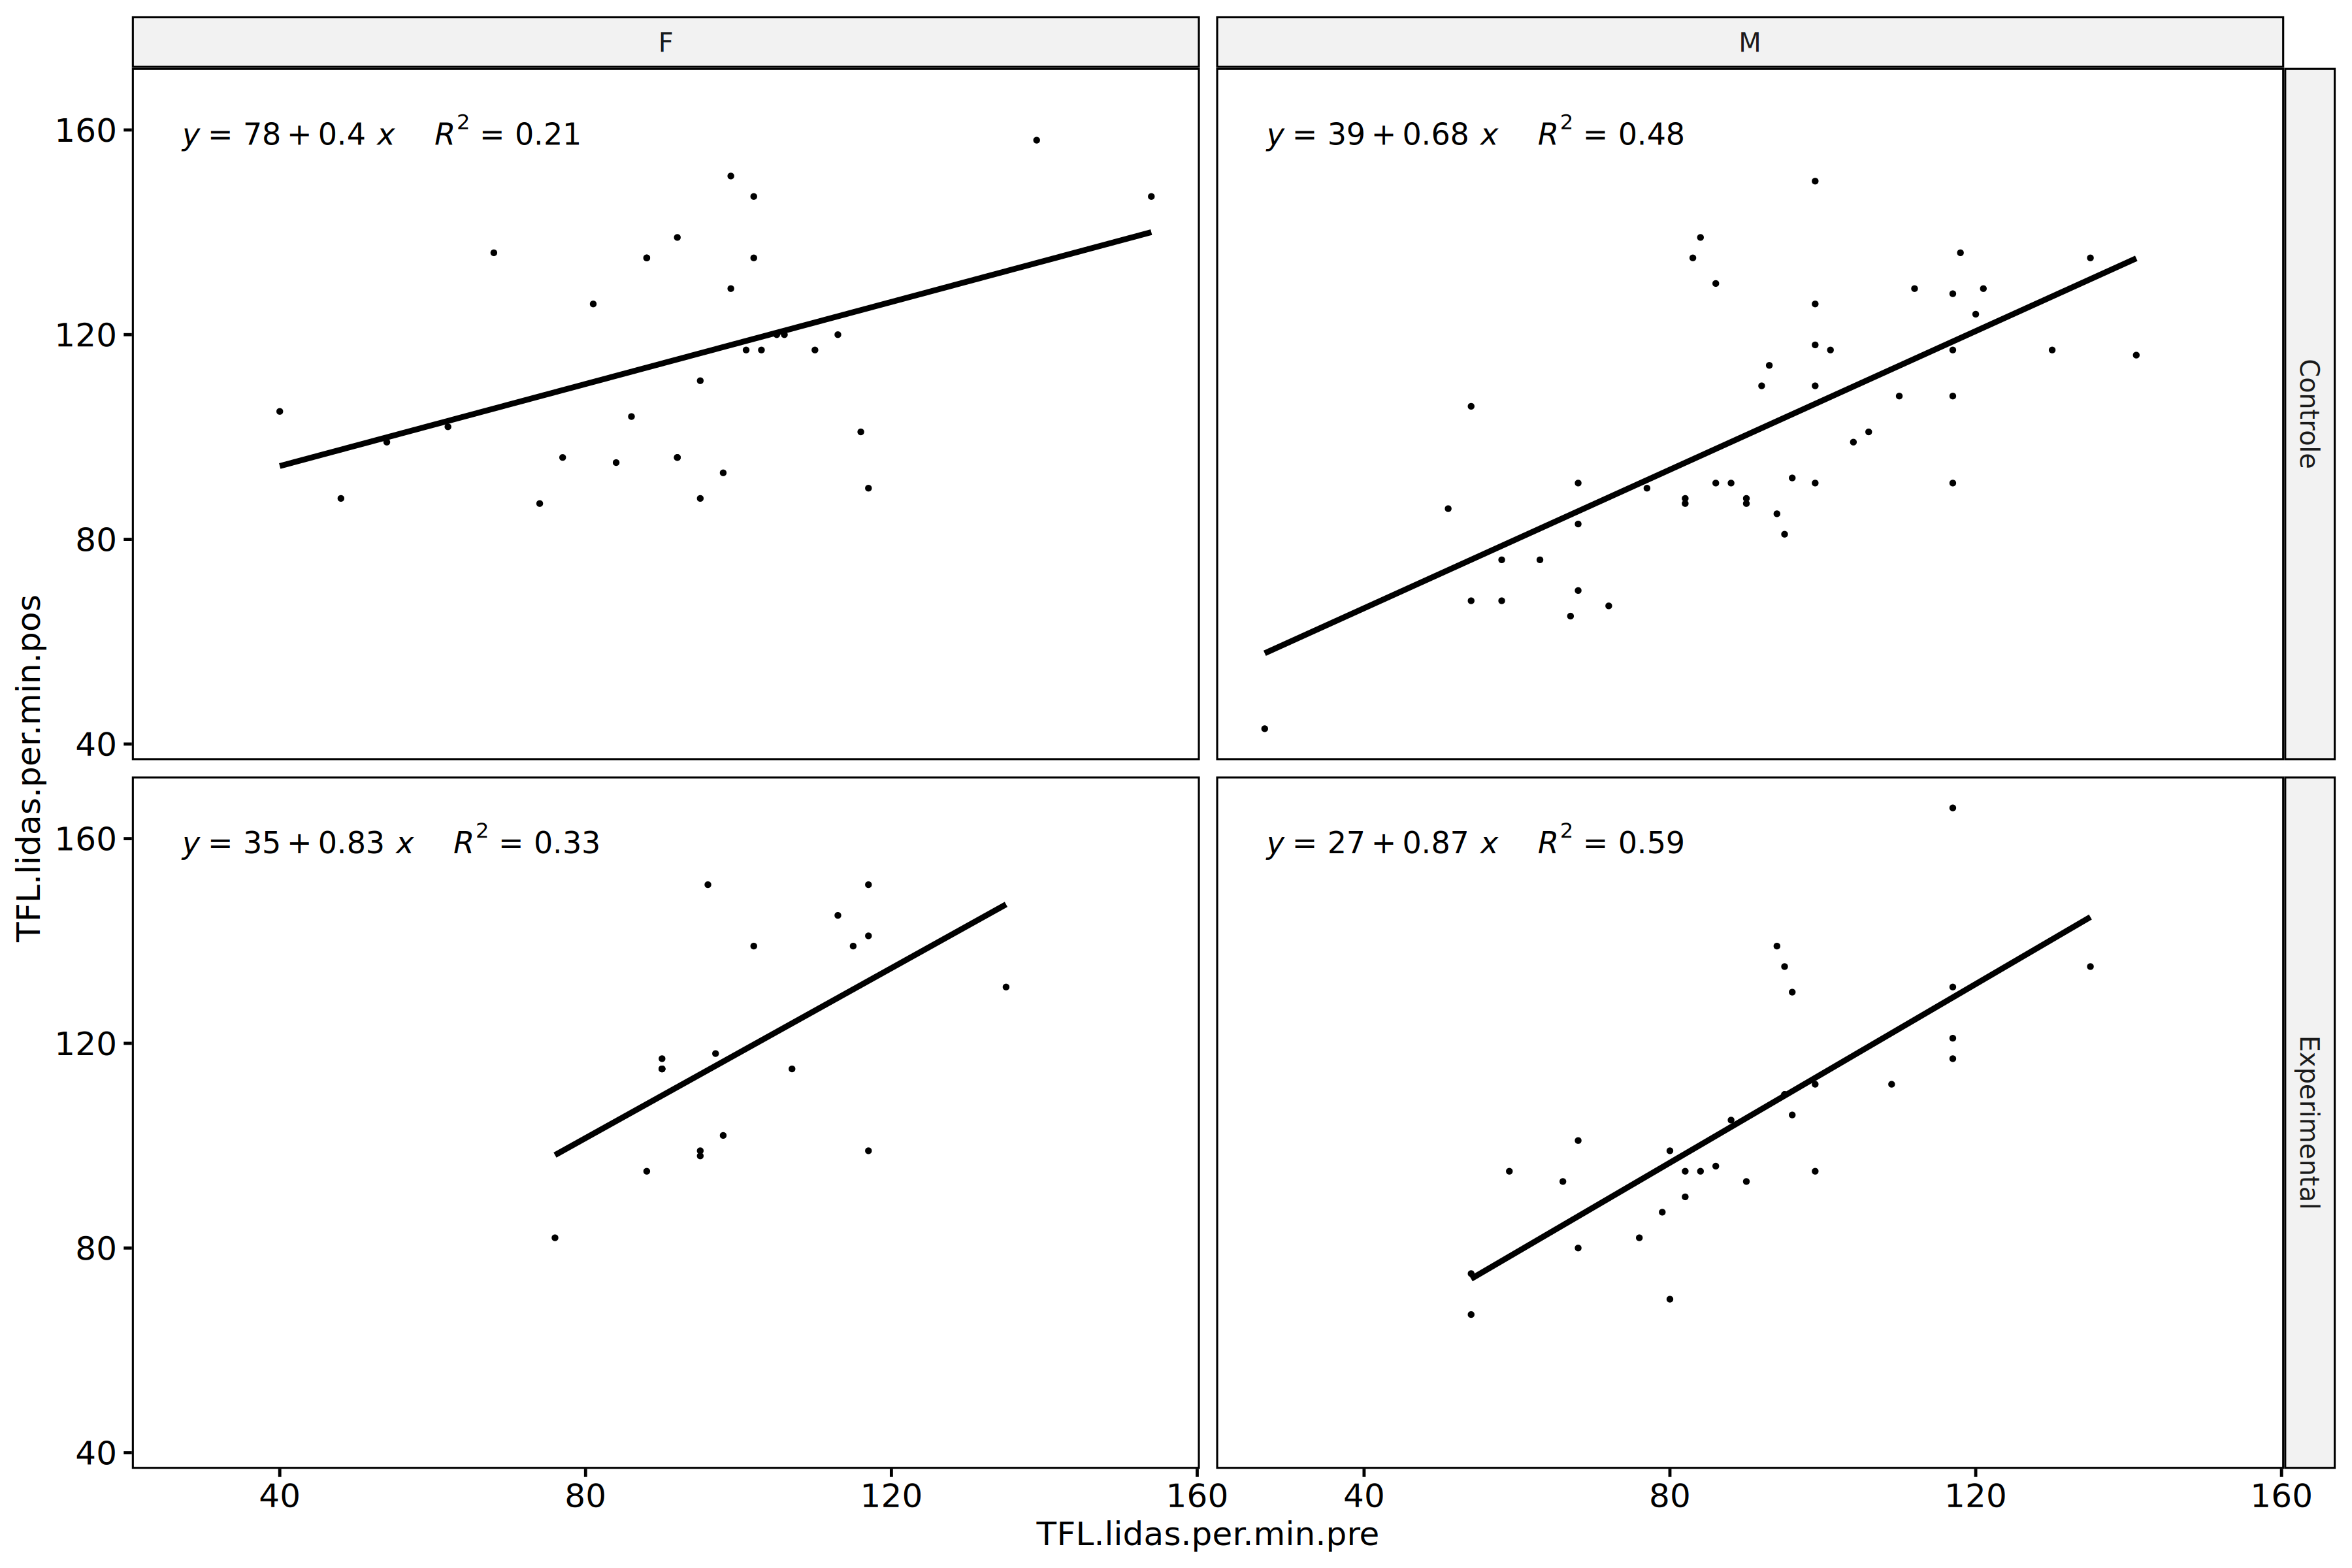 F
M
y = 78 + 0.4 x R² = 0.21
y = 39 + 0.68 x R² = 0.48
160
120
80
40
Controle
y = 35 + 0.83 x R² = 0.33
y = 27 + 0.87 x R² = 0.59
160
120
80
40
Experimental
TFL.lidas.per.min.pos
40 80 120 160 40 80 120 160
TFL.lidas.per.min.pre